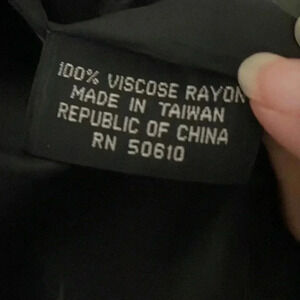 100% VISCOSE RAYON
MADE IN TAIWAN
REPUBLIC OF CHINA
RN 50610